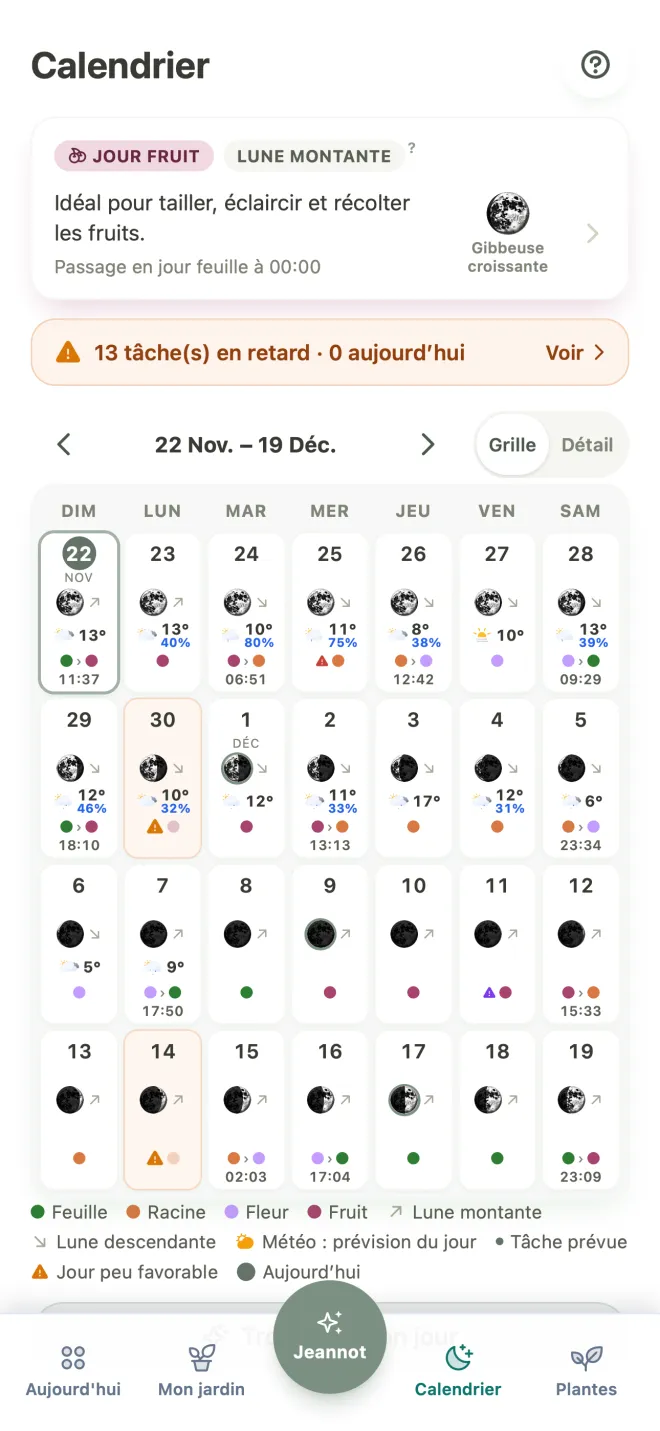 Calendrier
JOUR FRUIT
LUNE MONTANTE ?
Idéal pour tailler, éclaircir et récolter
les fruits.
Passage en jour feuille à 00:00
Gibbeuse
croissante
13 tâche(s) en retard · 0 aujourd’hui
Voir
22 Nov. – 19 Déc.
Grille Détail
DIM LUN MAR MER JEU VEN SAM
22 23 24 25 26 27 28
NOV
13° 13° 10° 11° 8° 10° 13°
40% 80% 75% 38% 39%
11:37 06:51 12:42 09:29
29 30 1 2 3 4 5
DÉC
12° 10° 12° 11° 17° 12° 6°
46% 32% 33% 31%
18:10 13:13 23:34
6 7 8 9 10 11 12
5° 9°
17:50 15:33
13 14 15 16 17 18 19
02:03 17:04 23:09
Feuille Racine Fleur Fruit Lune montante
Lune descendante Météo : prévision du jour Tâche prévue
Jour peu favorable Aujourd’hui
Jeannot
Aujourd'hui Mon jardin Calendrier Plantes